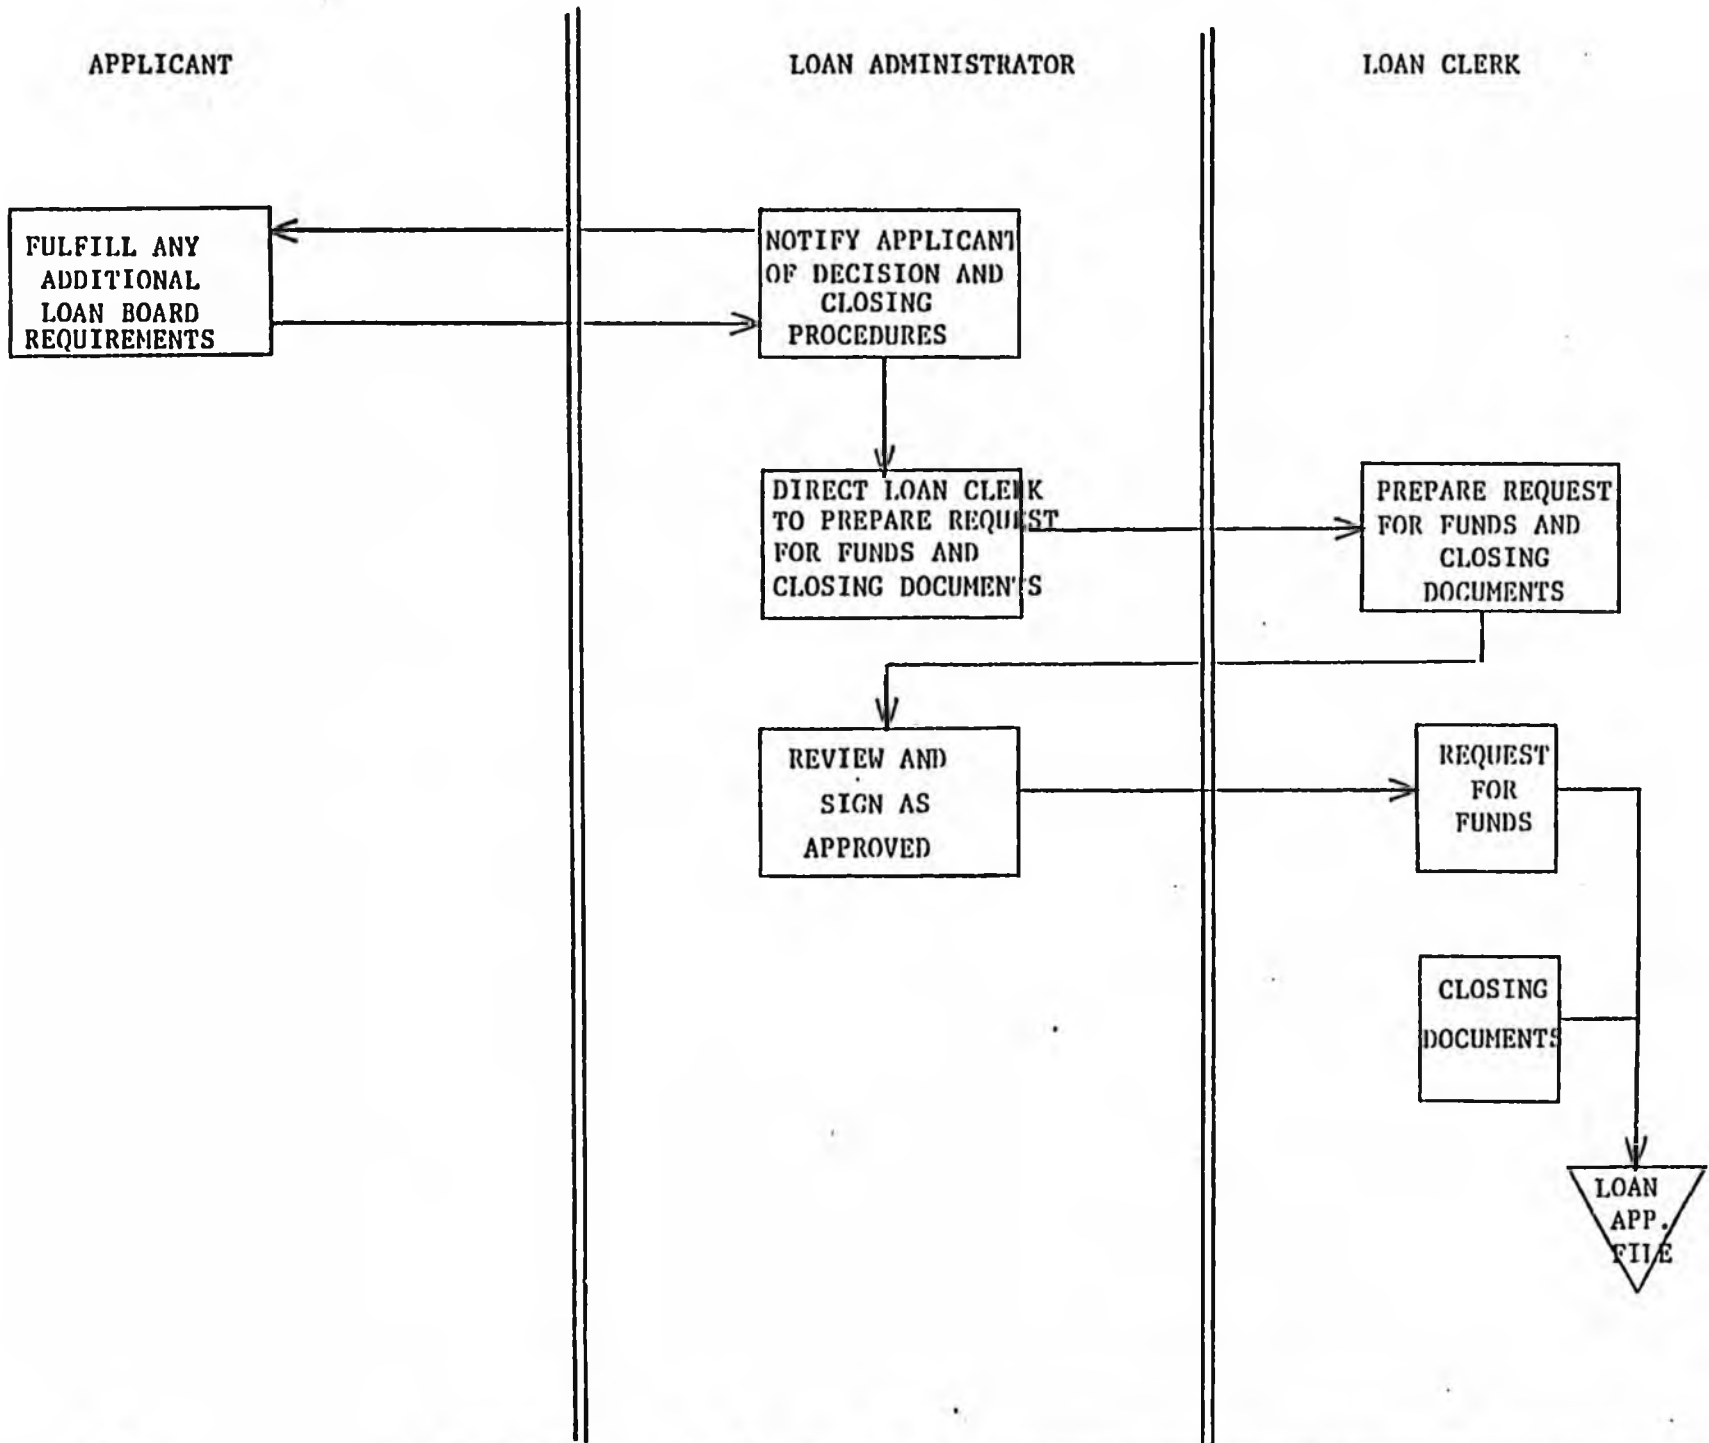 APPLICANT
LOAN ADMINISTRATOR
LOAN CLERK
FULFILL ANY
ADDITIONAL
LOAN BOARD
REQUIREMENTS
NOTIFY APPLICANT
OF DECISION AND
CLOSING
PROCEDURES
DIRECT LOAN CLERK
TO PREPARE REQUEST
FOR FUNDS AND
CLOSING DOCUMENTS
PREPARE REQUEST
FOR FUNDS AND
CLOSING
DOCUMENTS
REVIEW AND
SIGN AS
APPROVED
REQUEST
FOR
FUNDS
CLOSING
DOCUMENTS
LOAN
APP.
FILE